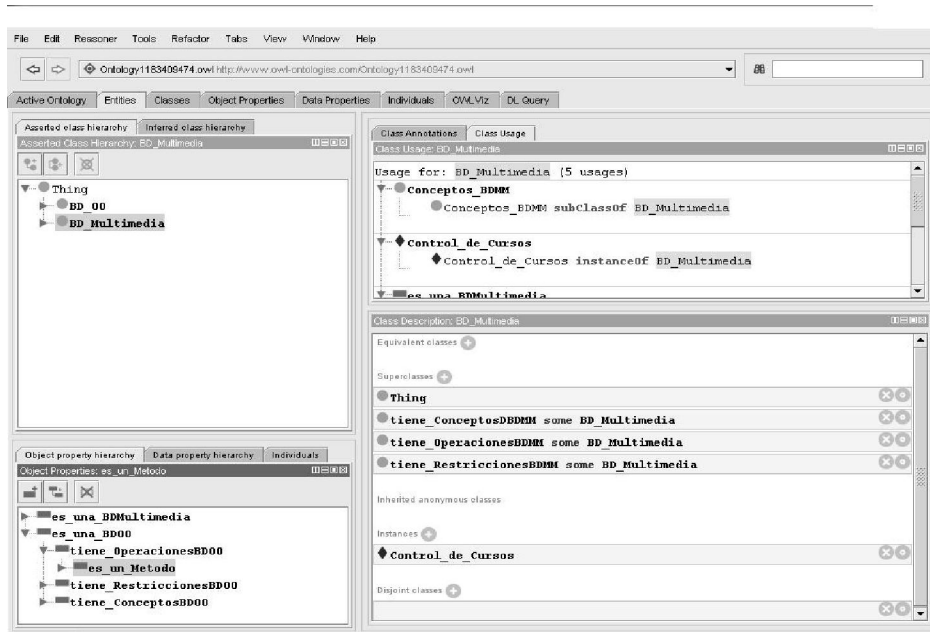 File Edit Reasoner Tools Refactor Tabs View Window Help
Ontology1183409474.owl http://www.owl-ontologies.com/Ontology1183409474.owl
Active Ontology Entities Classes Object Properties Data Properties Individuals OWLViz DL Query
Asserted class hierarchy Inferred class hierarchy
Asserted Class Hierarchy: BD_Multimedia
Thing
BD_OO
BD_Multimedia
Object property hierarchy Data property hierarchy Individuals
Object Properties: es_un_Metodo
es_una_BDMultimedia
es_una_BDOO
tiene_OperacionesBDOO
es_un_Metodo
tiene_RestriccionesBDOO
tiene_ConceptosBDOO
Class Annotations Class Usage
Class Usage: BD_Multimedia
Usage for: BD_Multimedia (5 usages)
Conceptos_BDMM
Conceptos_BDMM subClassOf BD_Multimedia
Control_de_Cursos
Control_de_Cursos instanceOf BD_Multimedia
es_una_BDMultimedia
Class Description: BD_Multimedia
Equivalent classes
Superclasses
Thing
tiene_ConceptosDBDMM some BD_Multimedia
tiene_OperacionesBDMM some BD_Multimedia
tiene_RestriccionesBDMM some BD_Multimedia
Inherited anonymous classes
Instances
Control_de_Cursos
Disjoint classes